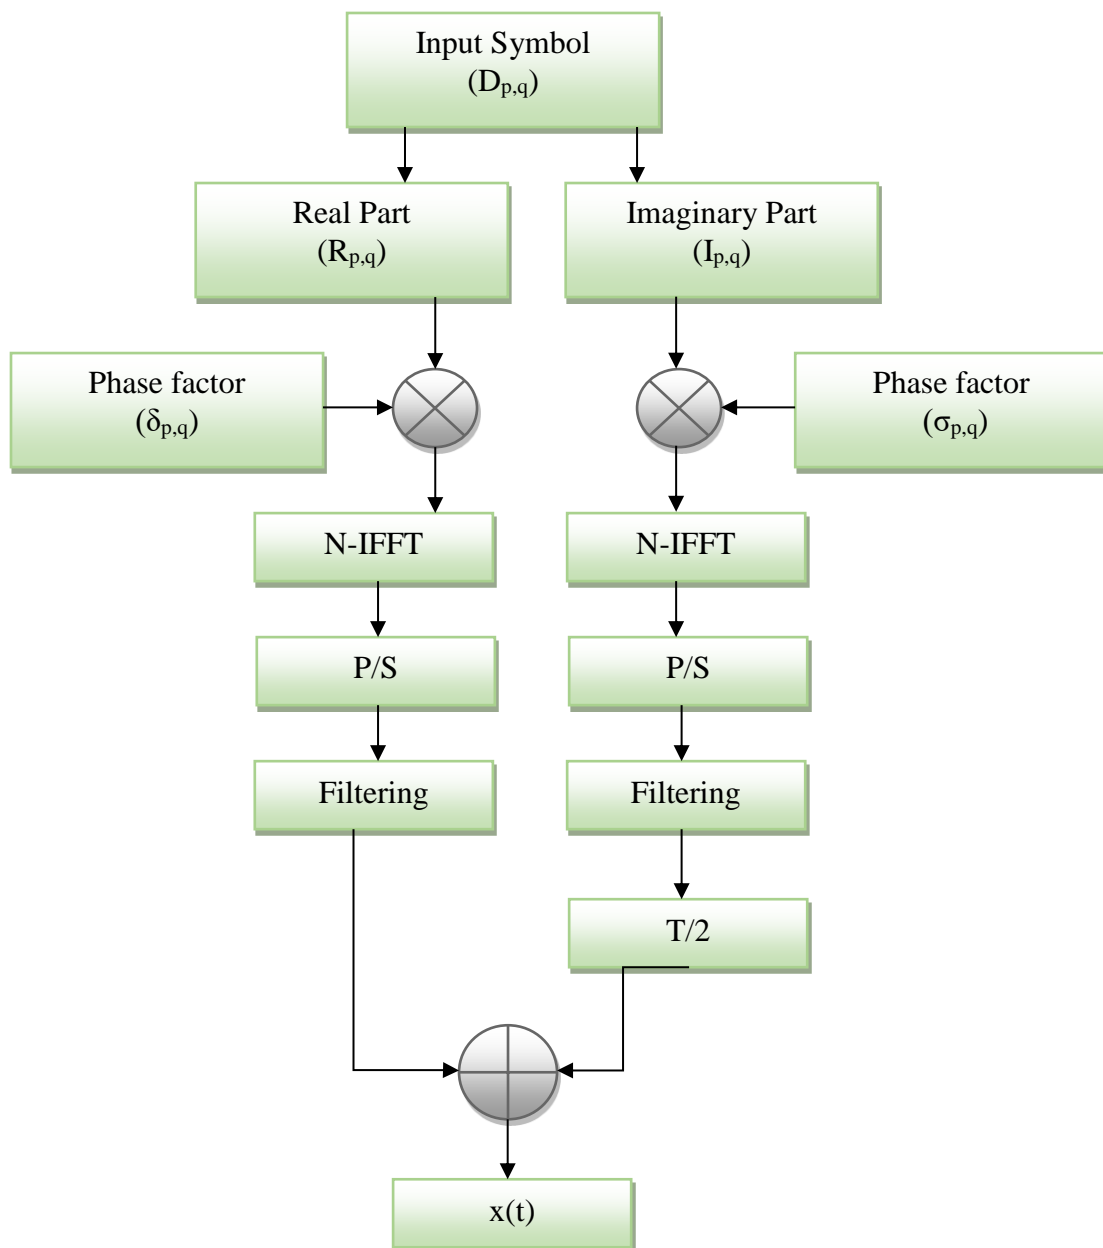 Input Symbol
(Dp,q)
Real Part
(Rp,q)
Imaginary Part
(Ip,q)
Phase factor
(δp,q)
Phase factor
(σp,q)
N-IFFT
N-IFFT
P/S
P/S
Filtering
Filtering
T/2
x(t)